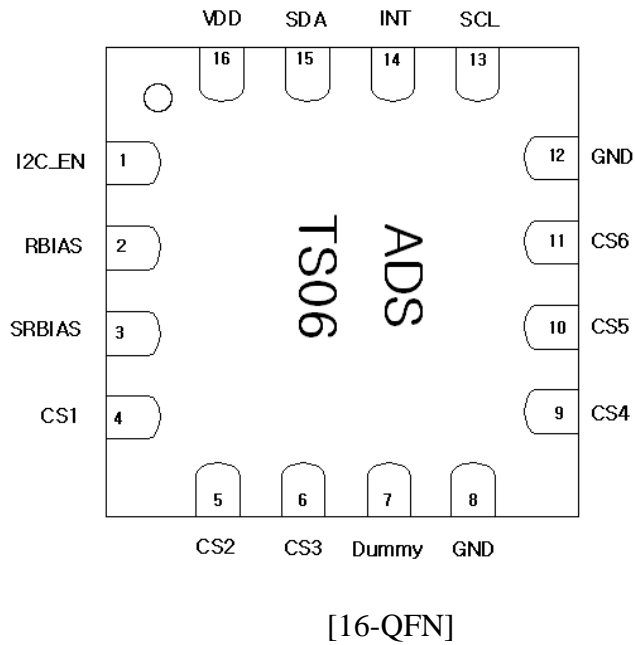 VDD SDA INT SCL
16 15 14 13
I2C_EN 1 12 GND
RBIAS 2 11 CS6
SRBIAS 3 10 CS5
CS1 4 9 CS4
ADS
TS06
5 6 7 8
CS2 CS3 Dummy GND
[16-QFN]